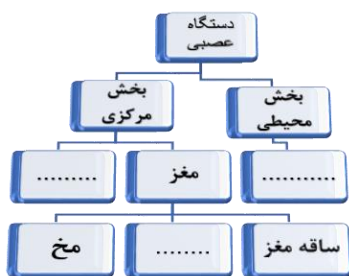 دستگاه
عصبی
بخش
مرکزی
بخش
محیطی
.........
مغز
...........
مخ
........
ساقه مغز